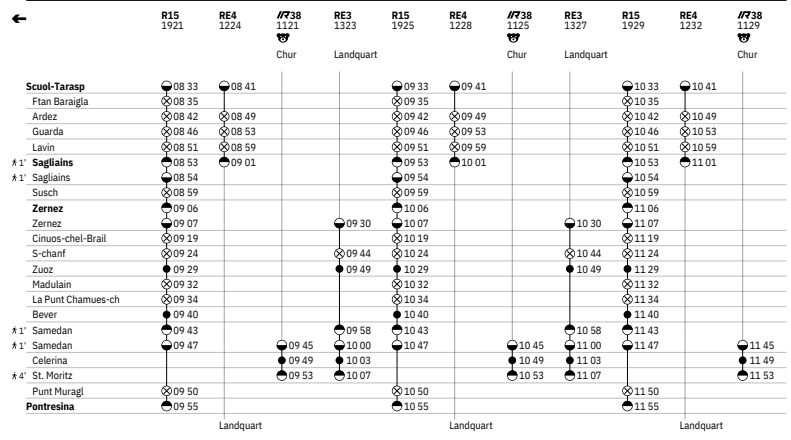 R15 RE4 IR38 RE3 R15 RE4 IR38 RE3 R15 RE4 IR38
1921 1224 1121 1323 1925 1228 1125 1327 1929 1232 1129
Chur Landquart Chur Landquart Chur
Scuol-Tarasp 08 33 08 41 09 33 09 41 10 33 10 41
Ftan Baraigla 08 35 09 35 10 35
Ardez 08 42 08 49 09 42 09 49 10 42 10 49
Guarda 08 46 08 53 09 46 09 53 10 46 10 53
Lavin 08 51 08 59 09 51 09 59 10 51 10 59
1' Sagliains 08 53 09 01 09 53 10 01 10 53 11 01
1' Sagliains 08 54 09 54 10 54
Susch 08 59 09 59 10 59
Zernez 09 06 10 06 11 06
Zernez 09 07 09 30 10 07 10 30 11 07
Cinuos-chel-Brail 09 19 10 19 11 19
S-chanf 09 24 09 44 10 24 10 44 11 24
Zuoz 09 29 09 49 10 29 10 49 11 29
Madulain 09 32 10 32 11 32
La Punt Chamues-ch 09 34 10 34 11 34
Bever 09 40 10 40 11 40
1' Samedan 09 43 09 58 10 43 10 58 11 43
1' Samedan 09 47 09 45 10 00 10 47 10 45 11 00 11 47 11 45
Celerina 09 49 10 03 10 49 11 03 11 49
4' St. Moritz 09 53 10 07 10 53 11 07 11 53
Punt Muragl 09 50 10 50 11 50
Pontresina 09 55 10 55 11 55
Landquart Landquart Landquart